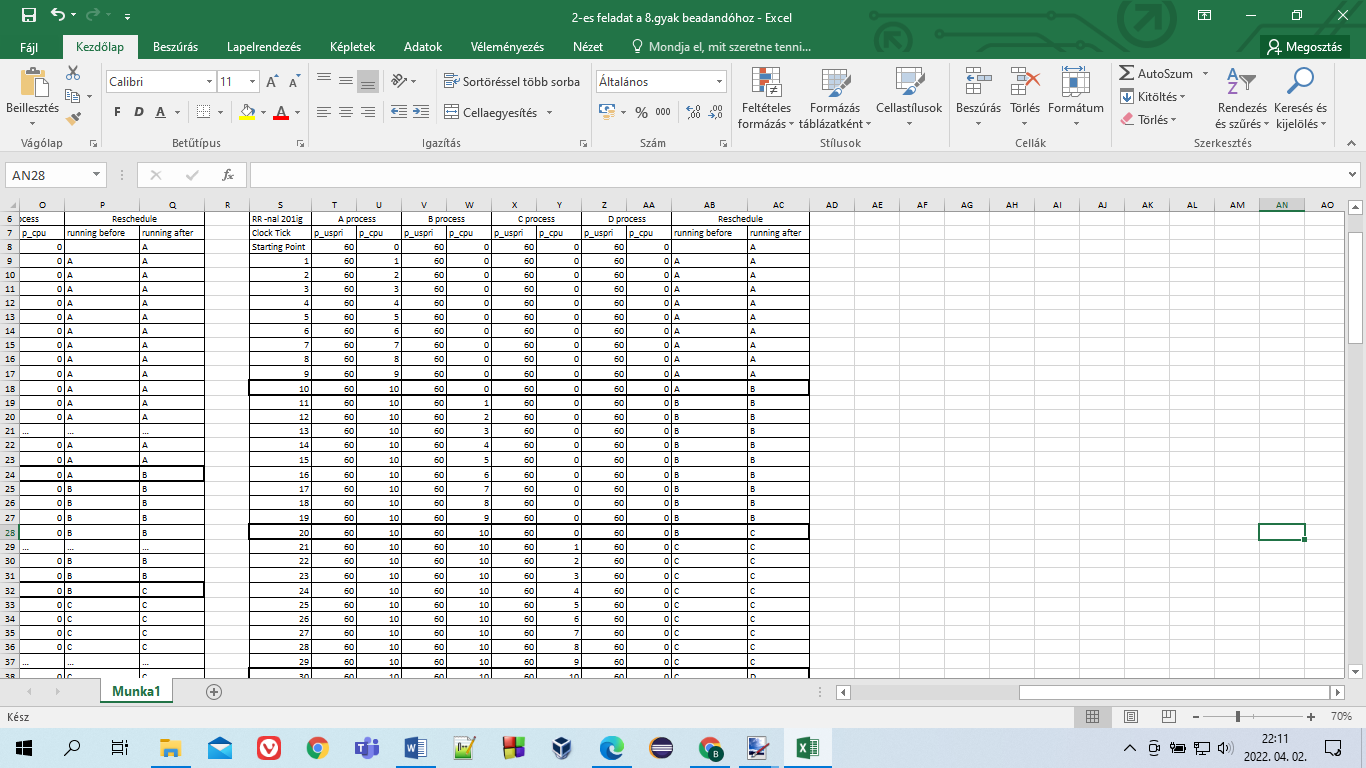 2-es feladat a 8.gyak beadandóhoz - Excel
Fájl Kezdőlap Beszúrás Lapelrendezés Képletek Adatok Véleményezés Nézet Mondja el, mit szeretne tenni... Megosztás
Beillesztés
Calibri 11
F D A
Sortöréssel több sorba
Cellaegyesítés
Általános
% 000
Feltételes formázás
Formázás táblázatként
Cellastílusok
Beszúrás Törlés Formátum
AutoSzum
Kitöltés
Törlés
Rendezés és szűrés
Keresés és kijelölés
Vágólap Betűtípus Igazítás Szám Stílusok Cellák Szerkesztés
AN28 fx
O P Q R S T U V W X Y Z AA AB AC AD AE AF AG AH AI AJ AK AL AM AN AO
6 ocess Reschedule RR -nal 201ig A process B process C process D process Reschedule
7 p_cpu running before running after Clock Tick p_uspri p_cpu p_uspri p_cpu p_uspri p_cpu p_uspri p_cpu running before running after
8 0 A Starting Point 60 0 60 0 60 0 60 0 A
9 0 A A 1 60 1 60 0 60 0 60 0 A A
10 0 A A 2 60 2 60 0 60 0 60 0 A A
11 0 A A 3 60 3 60 0 60 0 60 0 A A
12 0 A A 4 60 4 60 0 60 0 60 0 A A
13 0 A A 5 60 5 60 0 60 0 60 0 A A
14 0 A A 6 60 6 60 0 60 0 60 0 A A
15 0 A A 7 60 7 60 0 60 0 60 0 A A
16 0 A A 8 60 8 60 0 60 0 60 0 A A
17 0 A A 9 60 9 60 0 60 0 60 0 A A
18 0 A A 10 60 10 60 0 60 0 60 0 A B
19 0 A A 11 60 10 60 1 60 0 60 0 B B
20 0 A A 12 60 10 60 2 60 0 60 0 B B
21 ... ... ... 13 60 10 60 3 60 0 60 0 B B
22 0 A A 14 60 10 60 4 60 0 60 0 B B
23 0 A A 15 60 10 60 5 60 0 60 0 B B
24 0 A B 16 60 10 60 6 60 0 60 0 B B
25 0 B B 17 60 10 60 7 60 0 60 0 B B
26 0 B B 18 60 10 60 8 60 0 60 0 B B
27 0 B B 19 60 10 60 9 60 0 60 0 B B
28 0 B B 20 60 10 60 10 60 0 60 0 B C
29 ... ... ... 21 60 10 60 10 60 1 60 0 C C
30 0 B B 22 60 10 60 10 60 2 60 0 C C
31 0 B B 23 60 10 60 10 60 3 60 0 C C
32 0 B C 24 60 10 60 10 60 4 60 0 C C
33 0 C C 25 60 10 60 10 60 5 60 0 C C
34 0 C C 26 60 10 60 10 60 6 60 0 C C
35 0 C C 27 60 10 60 10 60 7 60 0 C C
36 0 C C 28 60 10 60 10 60 8 60 0 C C
37 ... ... ... 29 60 10 60 10 60 9 60 0 C C
38 0 C C 30 60 10 60 10 60 10 60 0 C D
Munka1
Kész 70%
22:11
2022. 04. 02.